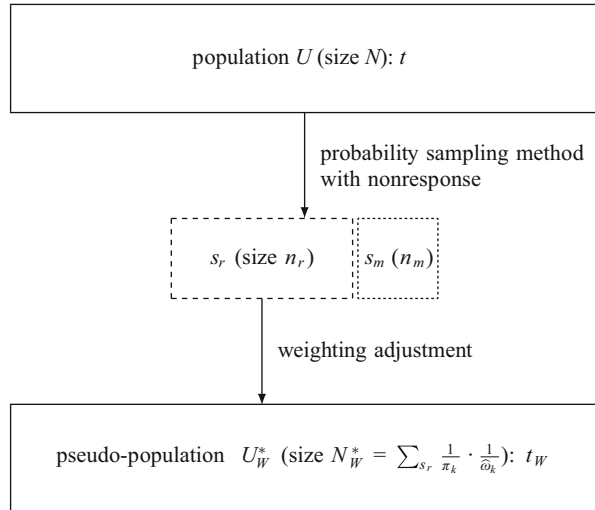 population U (size N): t
probability sampling method
with nonresponse
s_r (size n_r) s_m (n_m)
weighting adjustment
pseudo-population U*_W (size N*_W = ∑_{s_r} 1/π_k · 1/ω̂_k): t_W